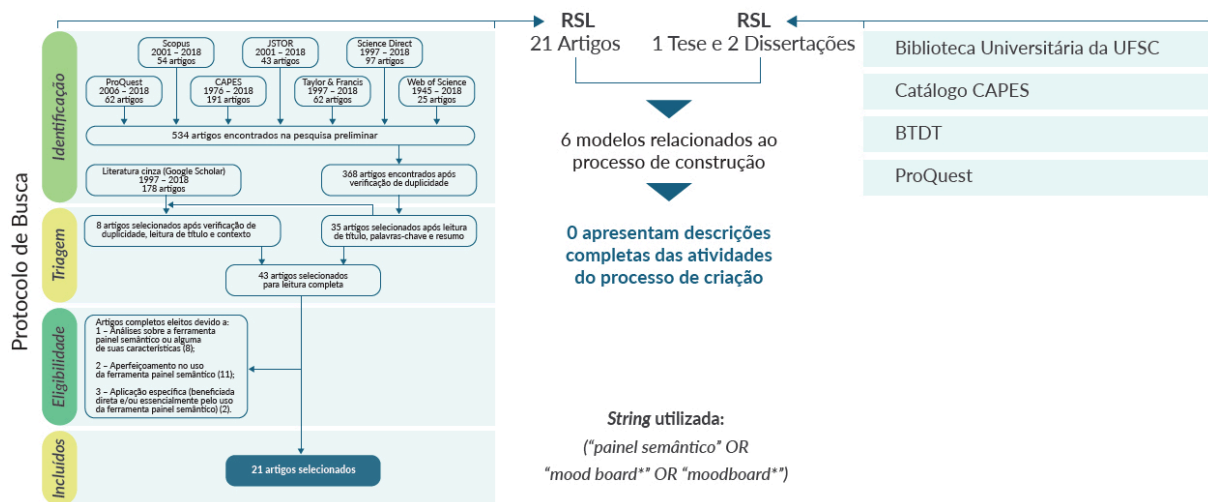 Protocolo de Busca
Identificação
Scopus
2001 – 2018
54 artigos
JSTOR
2001 – 2018
43 artigos
Science Direct
1997 – 2018
97 artigos
ProQuest
2006 – 2018
62 artigos
CAPES
1976 – 2018
191 artigos
Taylor & Francis
1997 – 2018
62 artigos
Web of Science
1945 – 2018
25 artigos
534 artigos encontrados na pesquisa preliminar
Literatura cinza (Google Scholar)
1997 – 2018
178 artigos
368 artigos encontrados após
verificação de duplicidade
Triagem
8 artigos selecionados após verificação de
duplicidade, leitura de título e contexto
35 artigos selecionados após leitura
de título, palavras-chave e resumo
43 artigos selecionados
para leitura completa
Eligibilidade
Artigos completos eleitos devido a:
1 – Análises sobre a ferramenta
painel semântico ou alguma
de suas características (8);
2 – Aperfeiçoamento no uso
da ferramenta painel semântico (11);
3 – Aplicação específica (beneficiada
direta e/ou essencialmente pelo uso
da ferramenta painel semântico) (2).
Incluídos
21 artigos selecionados
RSL
21 Artigos
RSL
1 Tese e 2 Dissertações
6 modelos relacionados ao
processo de construção
0 apresentam descrições
completas das atividades
do processo de criação
String utilizada:
(“painel semântico” OR
“mood board*” OR “moodboard*”)
Biblioteca Universitária da UFSC
Catálogo CAPES
BTDT
ProQuest